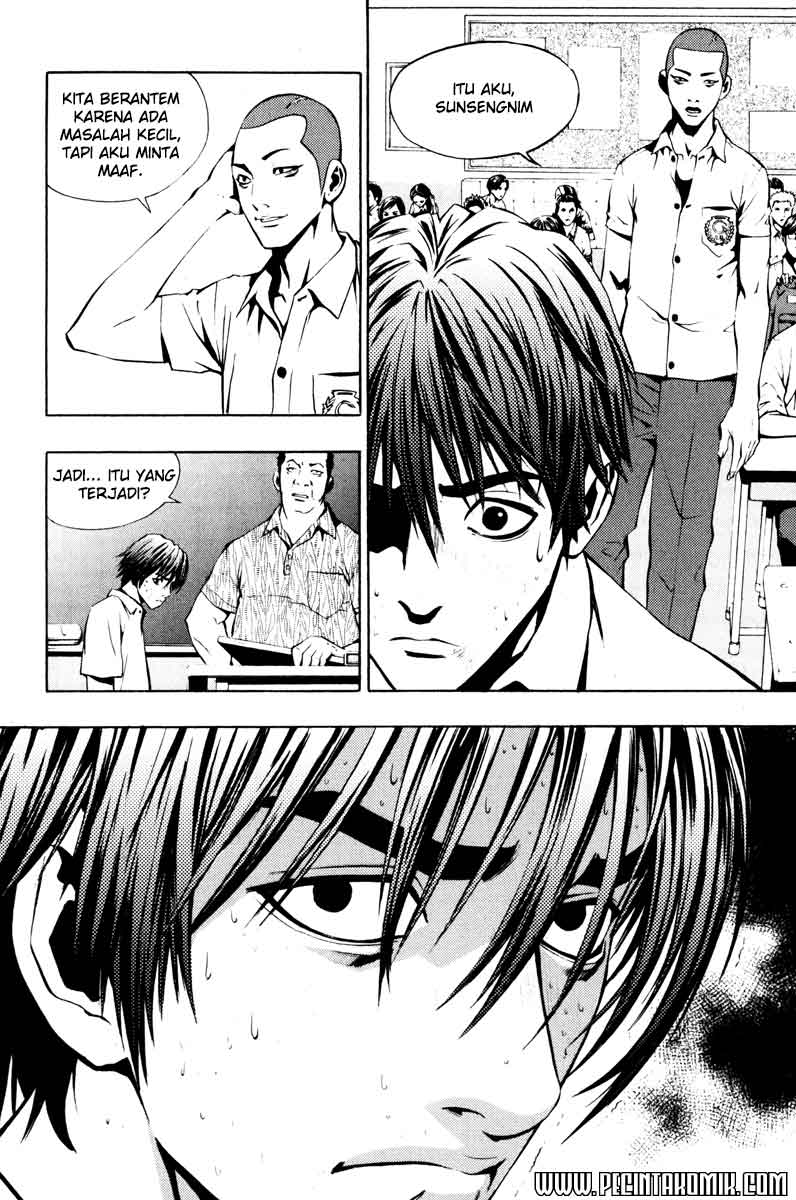 ITU AKU,
SUNSENGNIM
KITA BERANTEM
KARENA ADA
MASALAH KECIL,
TAPI AKU MINTA
MAAF.
JADI... ITU YANG
TERJADI?
WWW.PECINTAKOMIK.COM